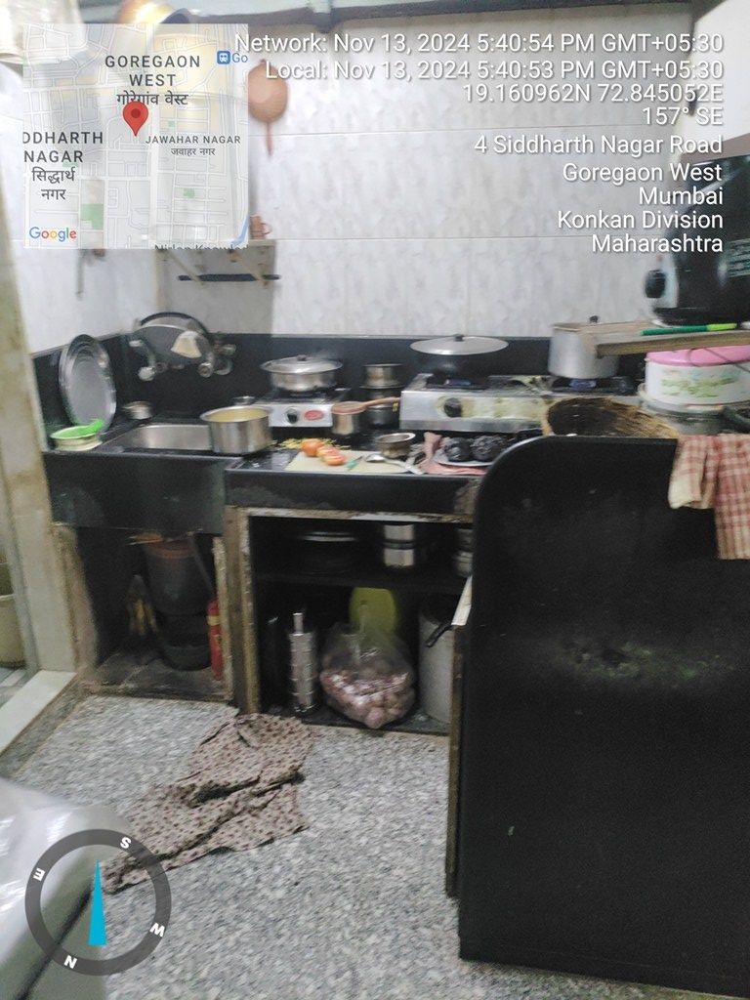 Network: Nov 13, 2024 5:40:54 PM GMT+05:30
Local: Nov 13, 2024 5:40:53 PM GMT+05:30
19.160962N 72.845052E
157° SE
4 Siddharth Nagar Road
Goregaon West
Mumbai
Konkan Division
Maharashtra
GOREGAON
WEST
गोरेगांव वेस्ट
Go
DDHARTH
NAGAR
सिद्धार्थ
नगर
JAWAHAR NAGAR
जवाहर नगर
Google
S
E
W
N